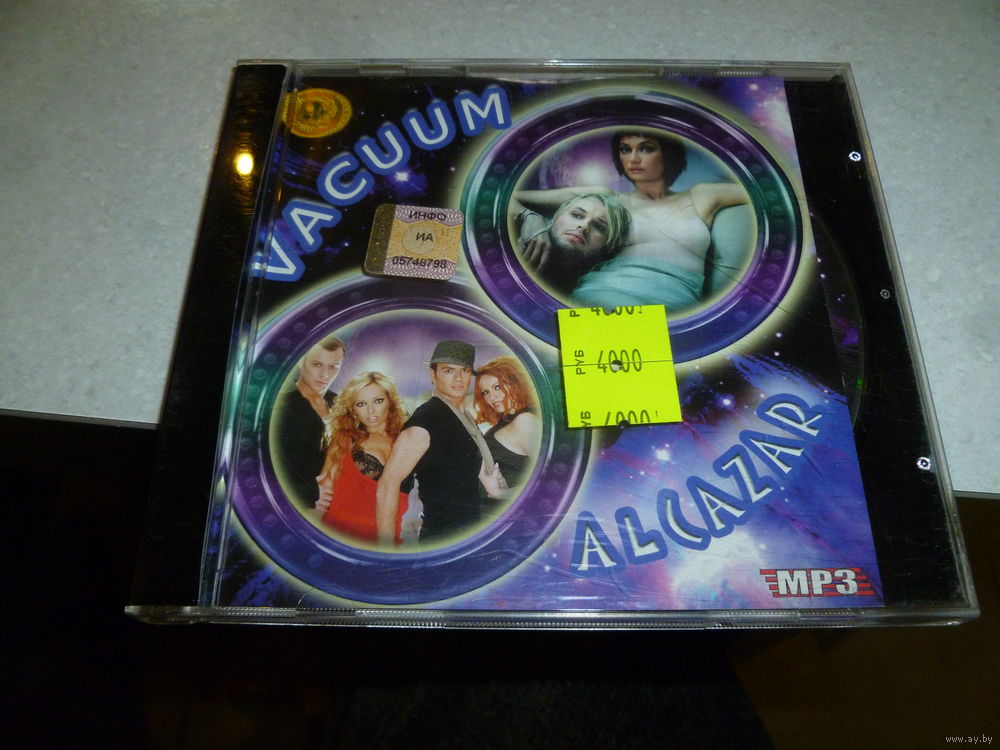 VACUUM
ИНФО
ИА
05748798
РУБ 4000
ALCAZAR
MP3
www.ay.by